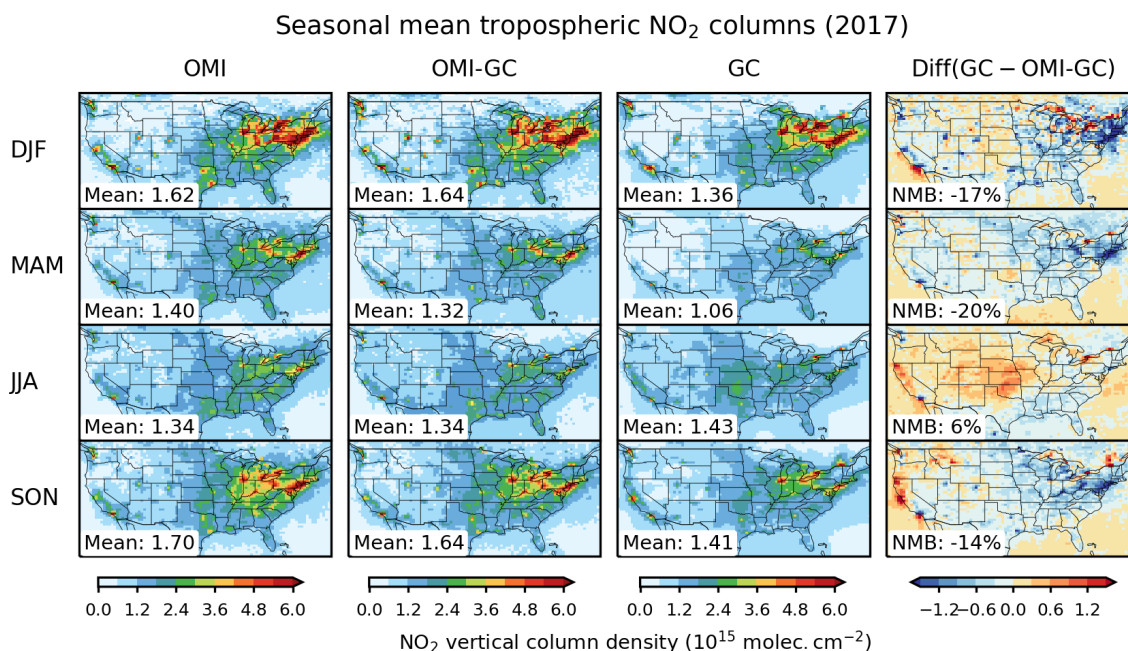 Seasonal mean tropospheric NO₂ columns (2017)
OMI OMI-GC GC Diff(GC − OMI-GC)
DJF
Mean: 1.62 Mean: 1.64 Mean: 1.36 NMB: -17%
MAM
Mean: 1.40 Mean: 1.32 Mean: 1.06 NMB: -20%
JJA
Mean: 1.34 Mean: 1.34 Mean: 1.43 NMB: 6%
SON
Mean: 1.70 Mean: 1.64 Mean: 1.41 NMB: -14%
0.0 1.2 2.4 3.6 4.8 6.0 0.0 1.2 2.4 3.6 4.8 6.0 0.0 1.2 2.4 3.6 4.8 6.0 −1.2 −0.6 0.0 0.6 1.2
NO₂ vertical column density (10¹⁵ molec. cm⁻²)